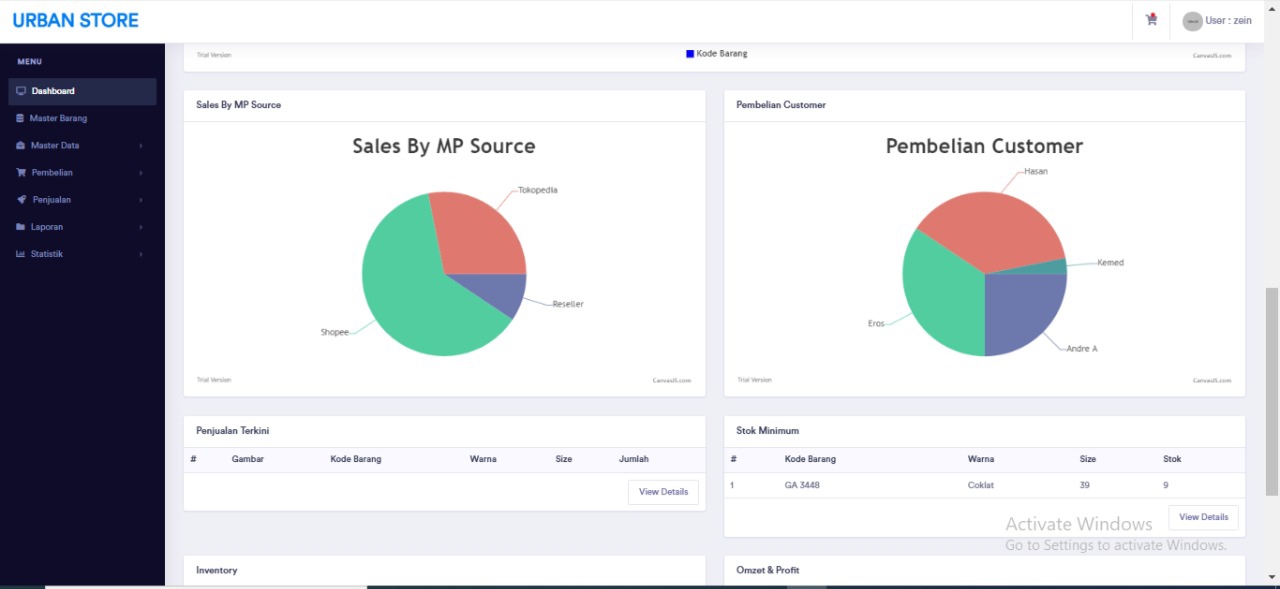 URBAN STORE
User : zein
MENU
Dashboard
Master Barang
Master Data
Pembelian
Penjualan
Laporan
Statistik
Trial Version
Kode Barang
CanvasJS.com
Sales By MP Source
Sales By MP Source
Tokopedia
Reseller
Shopee
Trial Version
CanvasJS.com
Pembelian Customer
Pembelian Customer
Hasan
Kemed
Eros
Andre A
Trial Version
CanvasJS.com
Penjualan Terkini
# Gambar Kode Barang Warna Size Jumlah
View Details
Stok Minimum
# Kode Barang Warna Size Stok
1 GA 3448 Coklat 39 9
View Details
Activate Windows
Go to Settings to activate Windows.
Inventory
Omzet & Profit